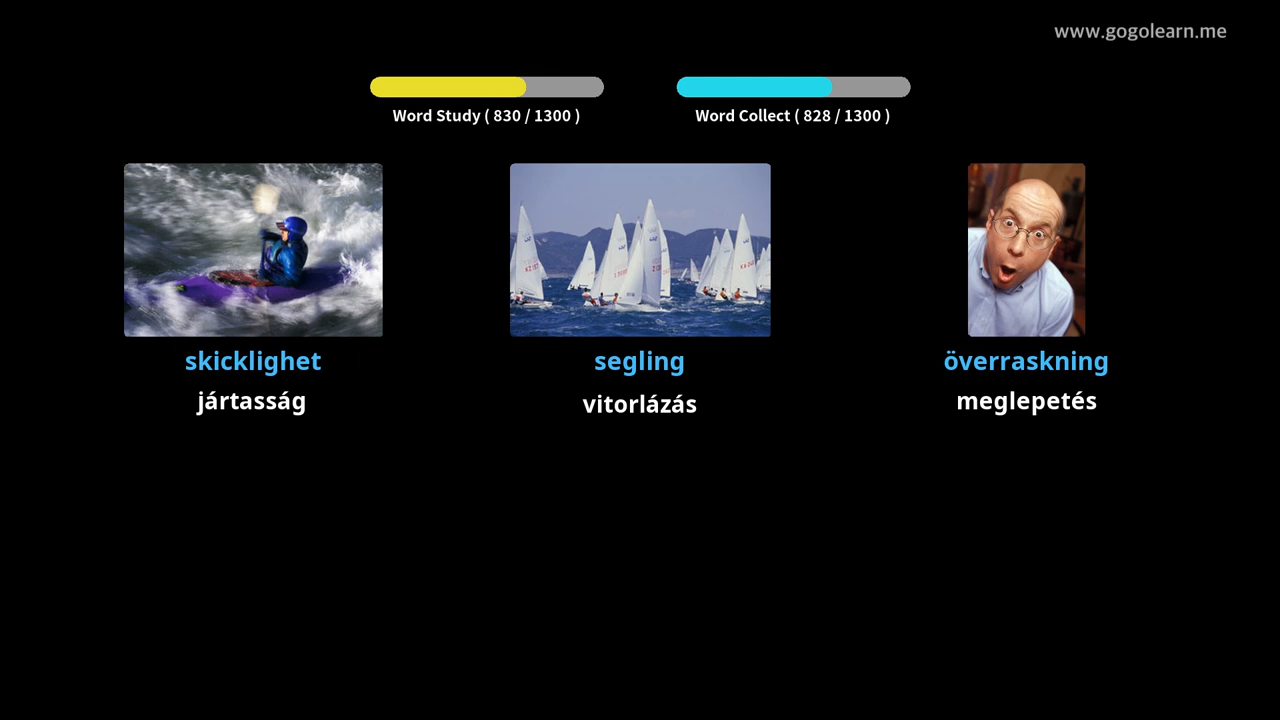 www.gogolearn.me
Word Study ( 830 / 1300 )
Word Collect ( 828 / 1300 )
skicklighet
segling
överraskning
jártasság
vitorlázás
meglepetés